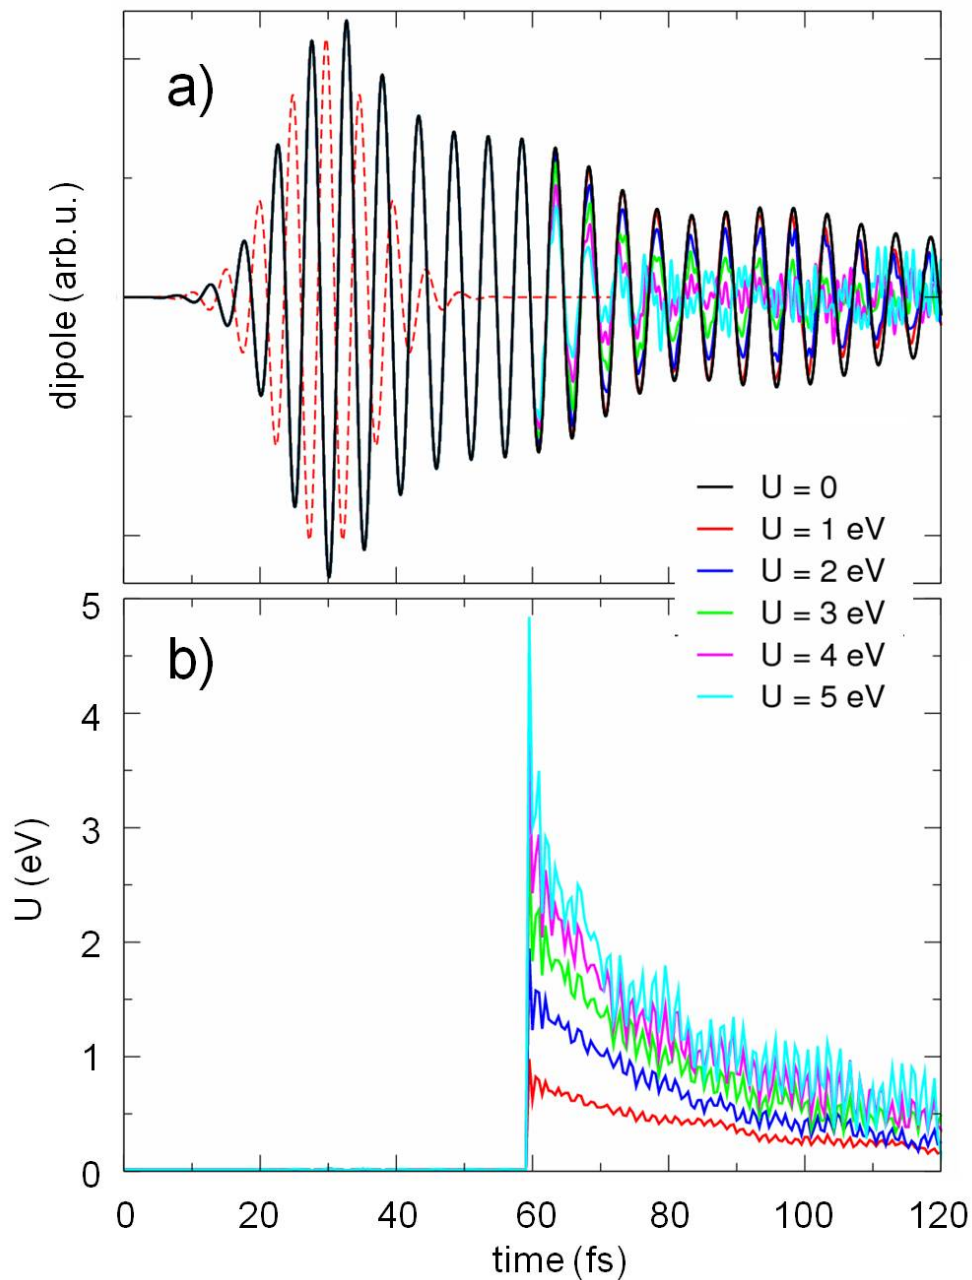 a)
dipole (arb.u.)
U = 0
U = 1 eV
U = 2 eV
U = 3 eV
U = 4 eV
U = 5 eV
b)
U (eV)
5
4
3
2
1
0
0 20 40 60 80 100 120
time (fs)